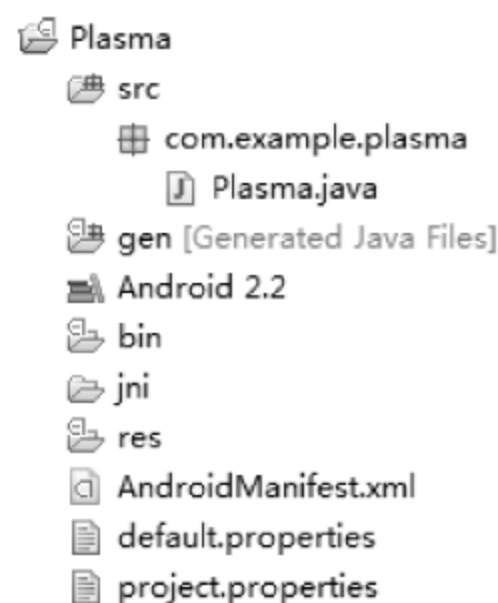 Plasma
src
com.example.plasma
Plasma.java
gen [Generated Java Files]
Android 2.2
bin
jni
res
AndroidManifest.xml
default.properties
project.properties